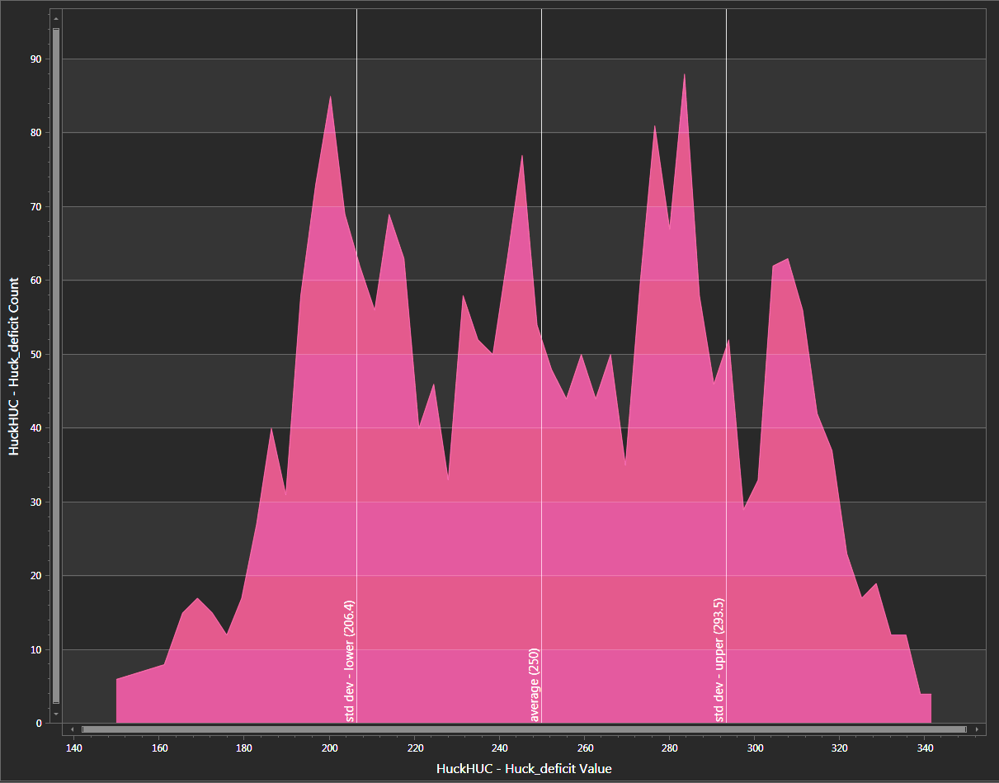 90
80
70
60
50
40
30
20
10
0
HuckHUC - Huck_deficit Count
std dev - lower (206.4)
average (250)
std dev - upper (293.5)
140 160 180 200 220 240 260 280 300 320 340
HuckHUC - Huck_deficit Value